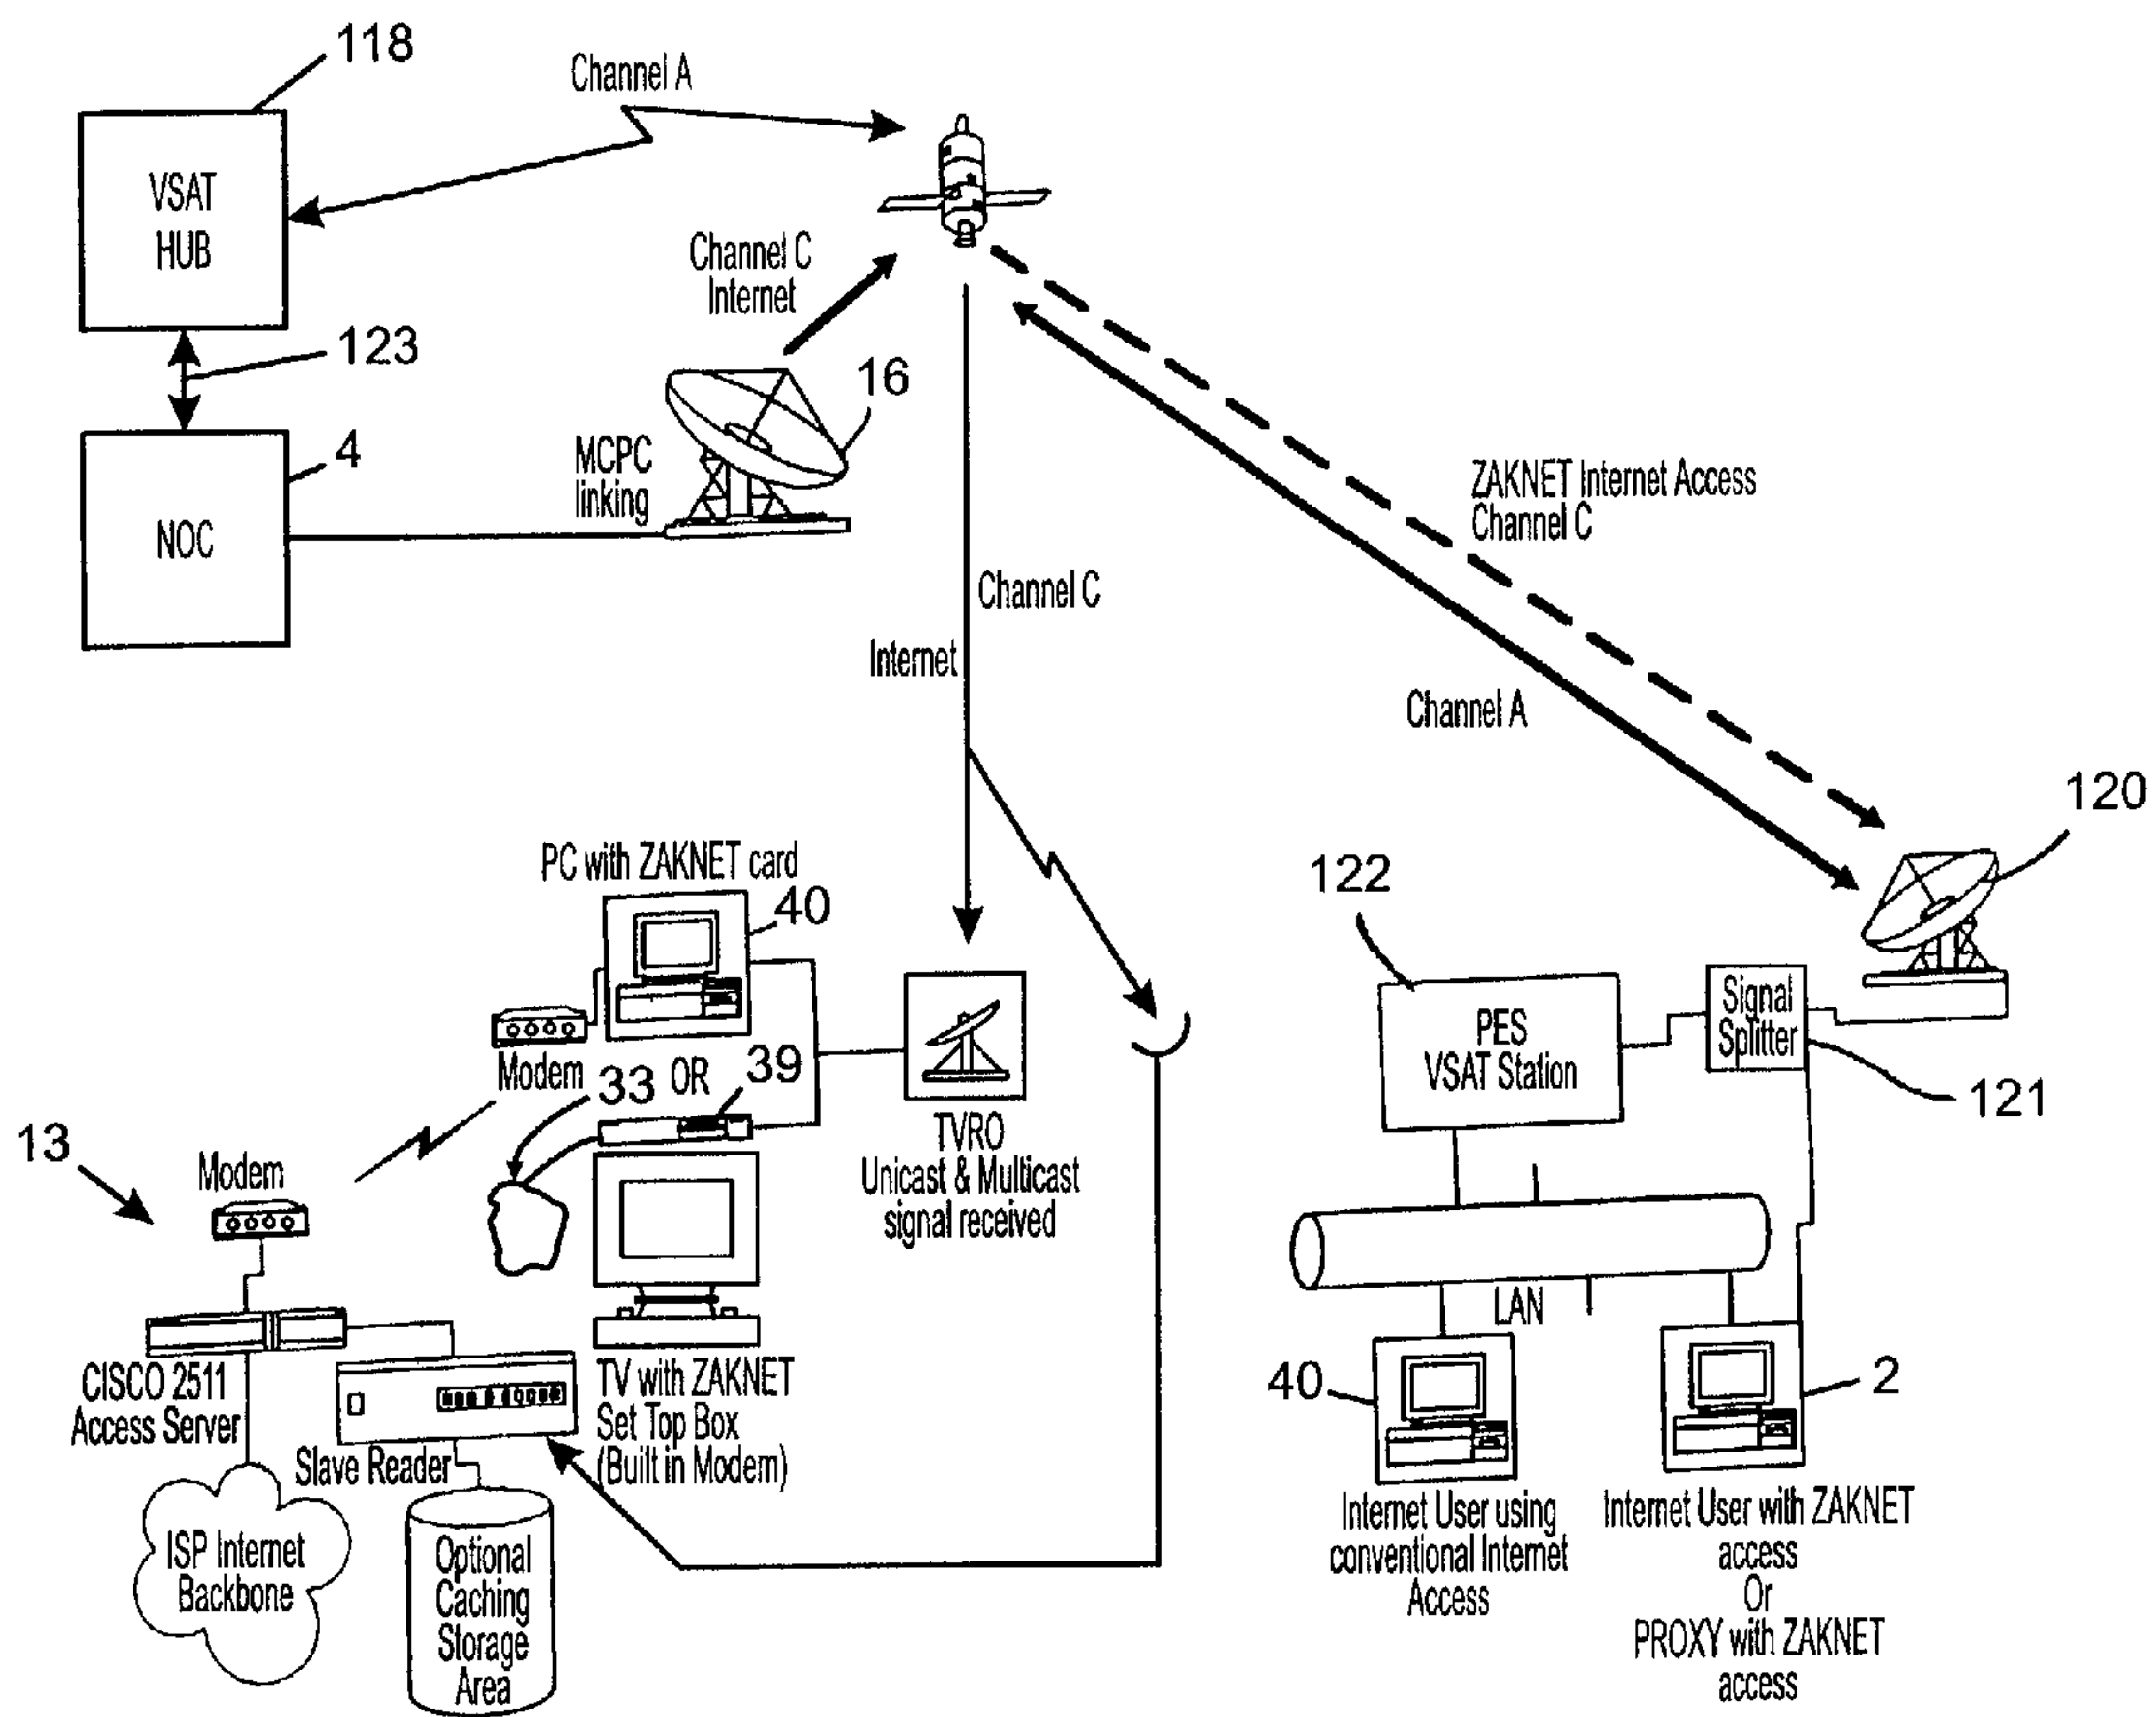 118
Channel A
VSAT
HUB
Channel C
Internet
123
16
4
MCPC
linking
NOC
ZAKNET Internet Access
Channel C
Channel C
Internet
Channel A
120
PC with ZAKNET card
40
122
Signal
Splitter
PES
VSAT Station
Modem
33
OR
39
121
TVRO
Unicast & Multicast
signal received
13
Modem
LAN
CISCO 2511
Access Server
TV with ZAKNET
Set Top Box
(Built in Modem)
40
2
Slave Reader
ISP Internet
Backbone
Optional
Caching
Storage
Area
Internet User using
conventional Internet
Access
Internet User with ZAKNET
access
Or
PROXY with ZAKNET
access